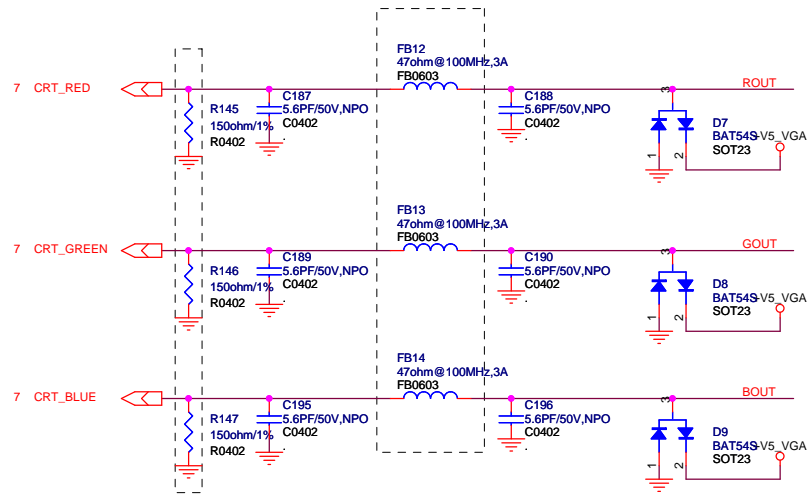 FB12
47ohm@100MHz,3A
FB0603
7 CRT_RED
C187
5.6PF/50V,NPO
C0402
R145
150ohm/1%
R0402
C188
5.6PF/50V,NPO
C0402
.
3
ROUT
D7
BAT54S
SOT23
+V5_VGA
1
2
FB13
47ohm@100MHz,3A
FB0603
7 CRT_GREEN
C189
5.6PF/50V,NPO
C0402
.
R146
150ohm/1%
R0402
C190
5.6PF/50V,NPO
C0402
.
3
GOUT
D8
BAT54S
SOT23
+V5_VGA
1
2
FB14
47ohm@100MHz,3A
FB0603
7 CRT_BLUE
C195
5.6PF/50V,NPO
C0402
.
R147
150ohm/1%
R0402
C196
5.6PF/50V,NPO
C0402
.
3
BOUT
D9
BAT54S
SOT23
+V5_VGA
1
2